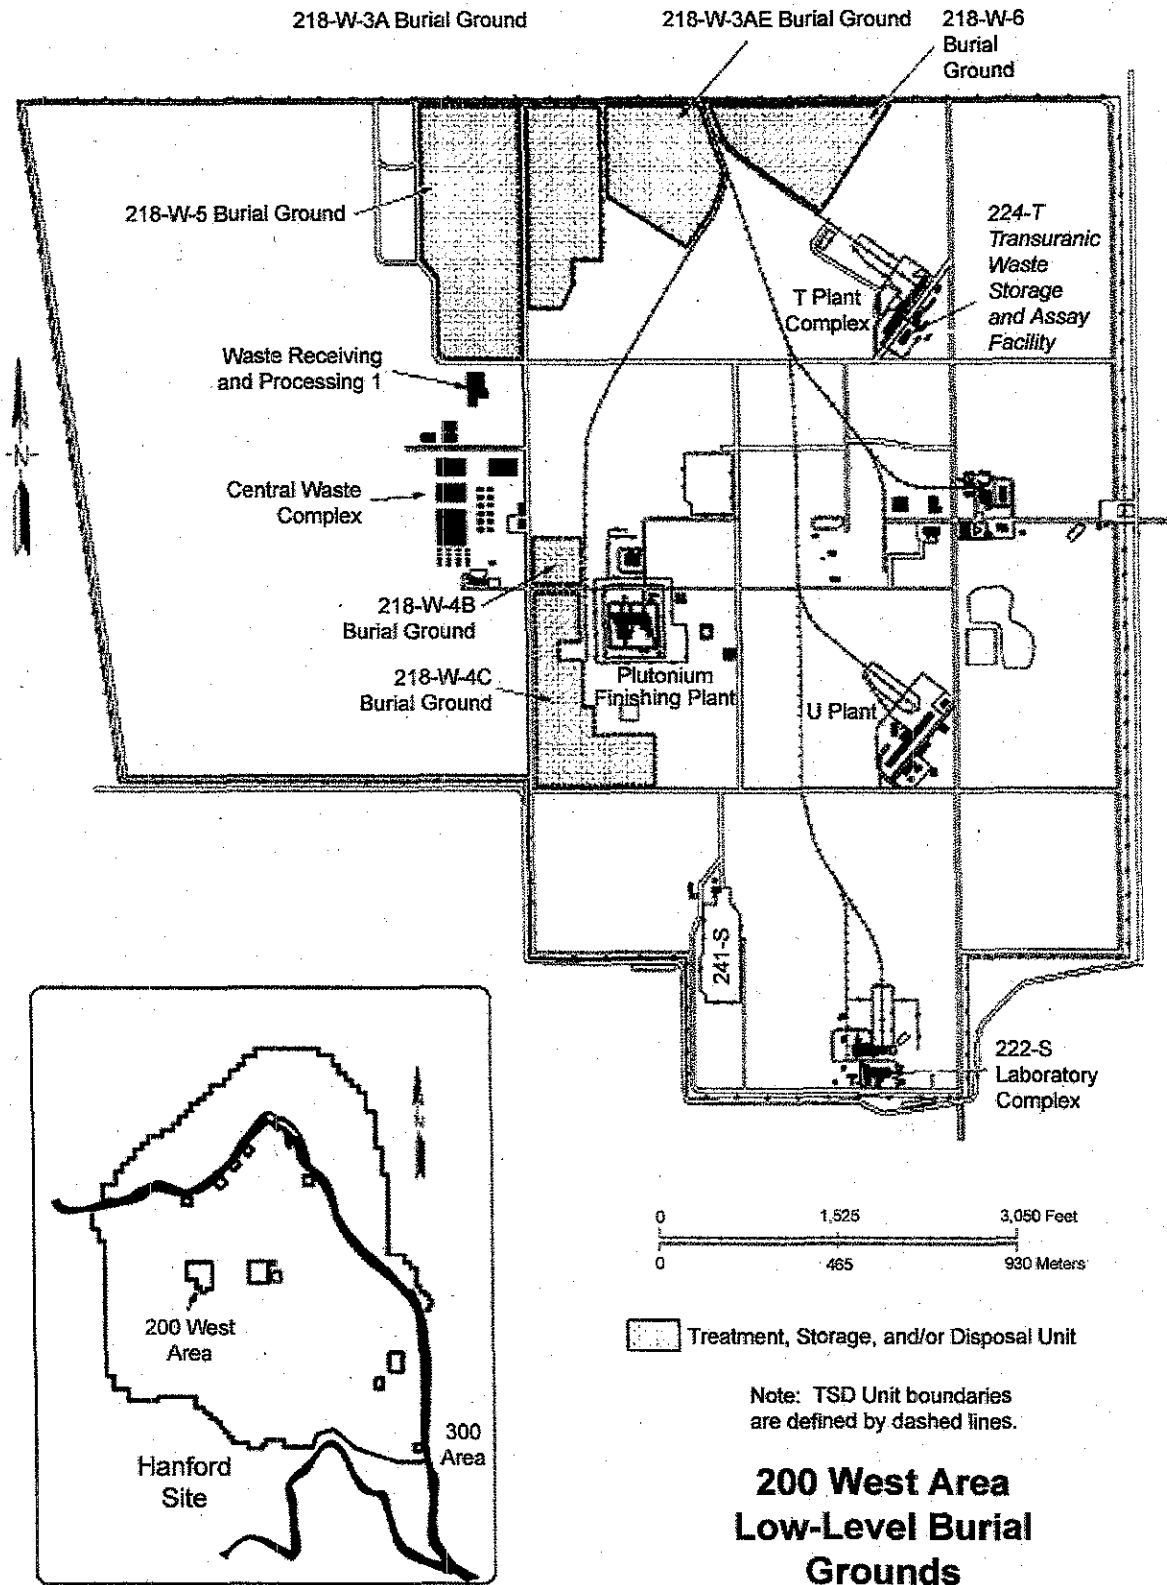 218-W-3A Burial Ground
218-W-3AE Burial Ground
218-W-6
Burial
Ground
218-W-5 Burial Ground
224-T
Transuranic
Waste
Storage
and Assay
Facility
T Plant
Complex
Waste Receiving
and Processing 1
N
Central Waste
Complex
218-W-4B
Burial Ground
218-W-4C
Burial Ground
Plutonium
Finishing Plant
U Plant
241-S
222-S
Laboratory
Complex
N
0 1,525 3,050 Feet
0 465 930 Meters
200 West
Area
300
Area
Hanford
Site
Treatment, Storage, and/or Disposal Unit
Note: TSD Unit boundaries
are defined by dashed lines.
200 West Area
Low-Level Burial
Grounds